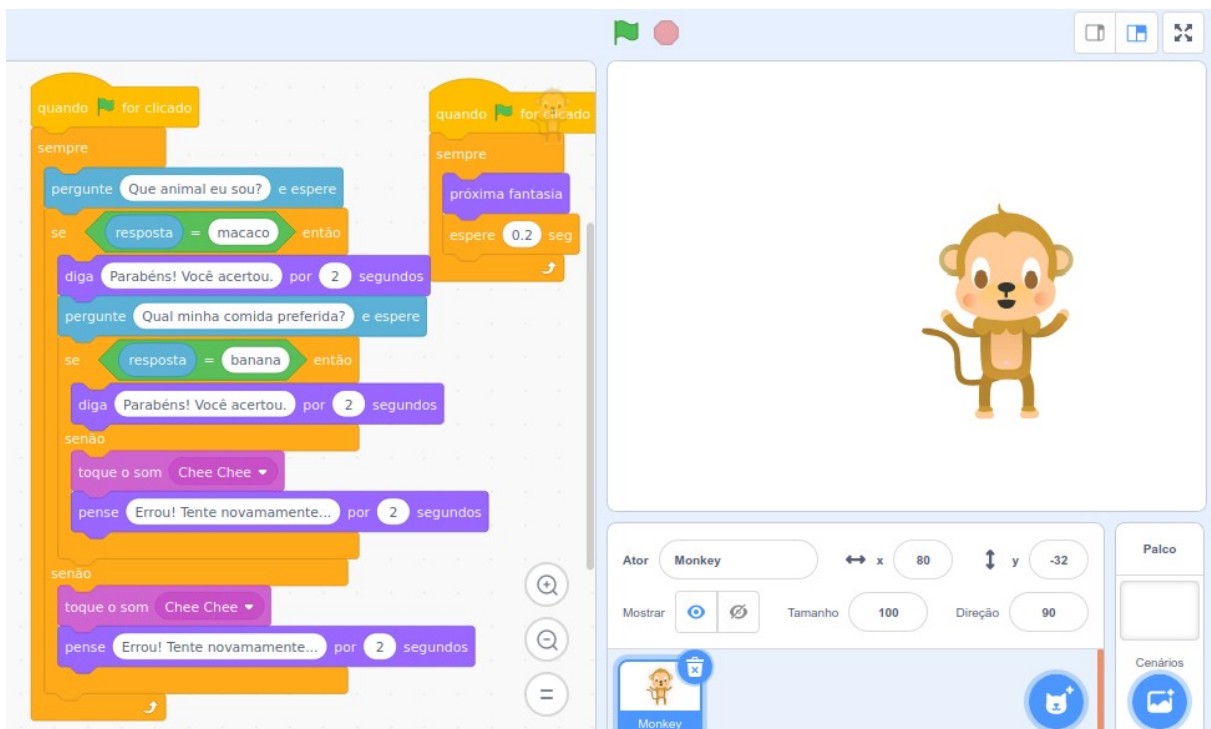 quando for clicado
sempre
pergunte Que animal eu sou? e espere
se resposta = macaco então
diga Parabéns! Você acertou. por 2 segundos
pergunte Qual minha comida preferida? e espere
se resposta = banana então
diga Parabéns! Você acertou. por 2 segundos
senão
toque o som Chee Chee
pense Errou! Tente novamamente... por 2 segundos
senão
toque o som Chee Chee
pense Errou! Tente novamamente... por 2 segundos
quando for clicado
sempre
próxima fantasia
espere 0.2 seg
Ator Monkey x 80 y -32
Mostrar Tamanho 100 Direção 90
Monkey
Palco
Cenários